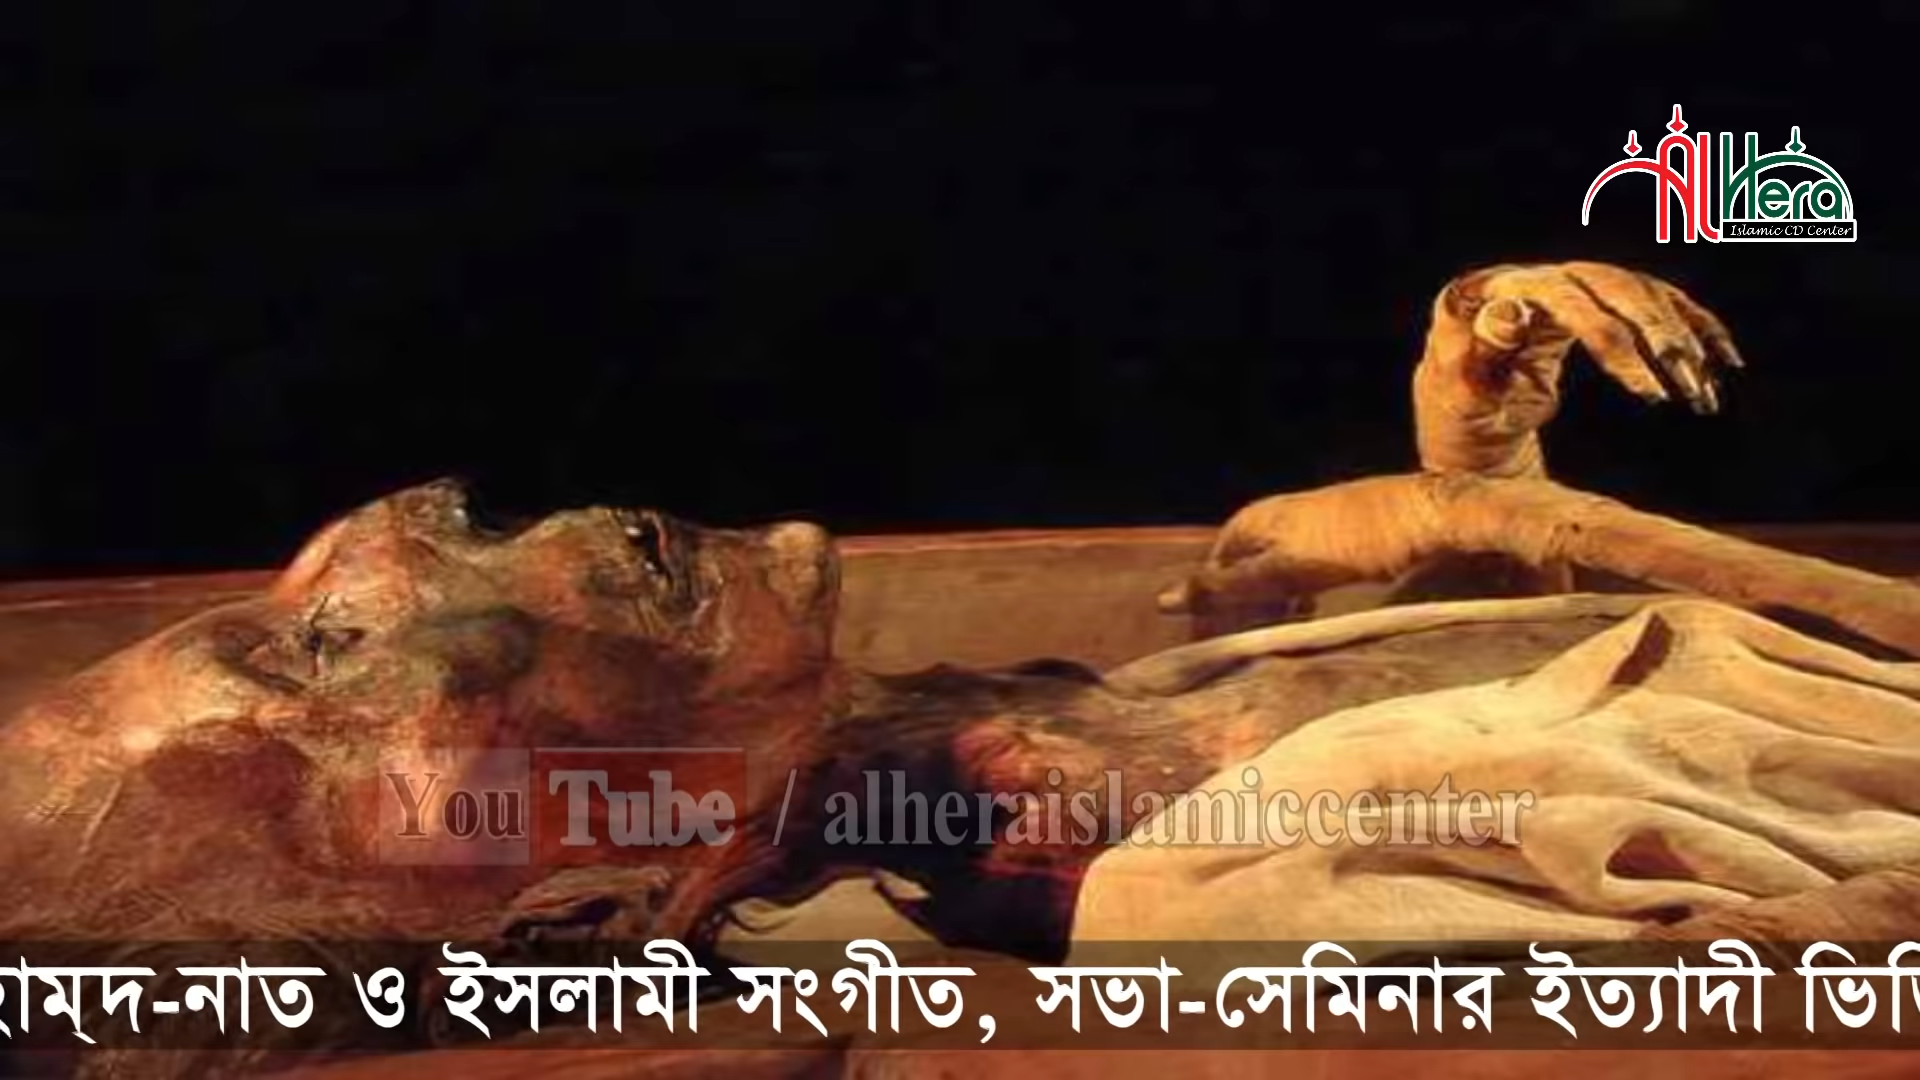 Al Hera
Islamic CD Center
YouTube / alheraislamiccenter
হাম্‌দ-নাত ও ইসলামী সংগীত, সভা-সেমিনার ইত্যাদী